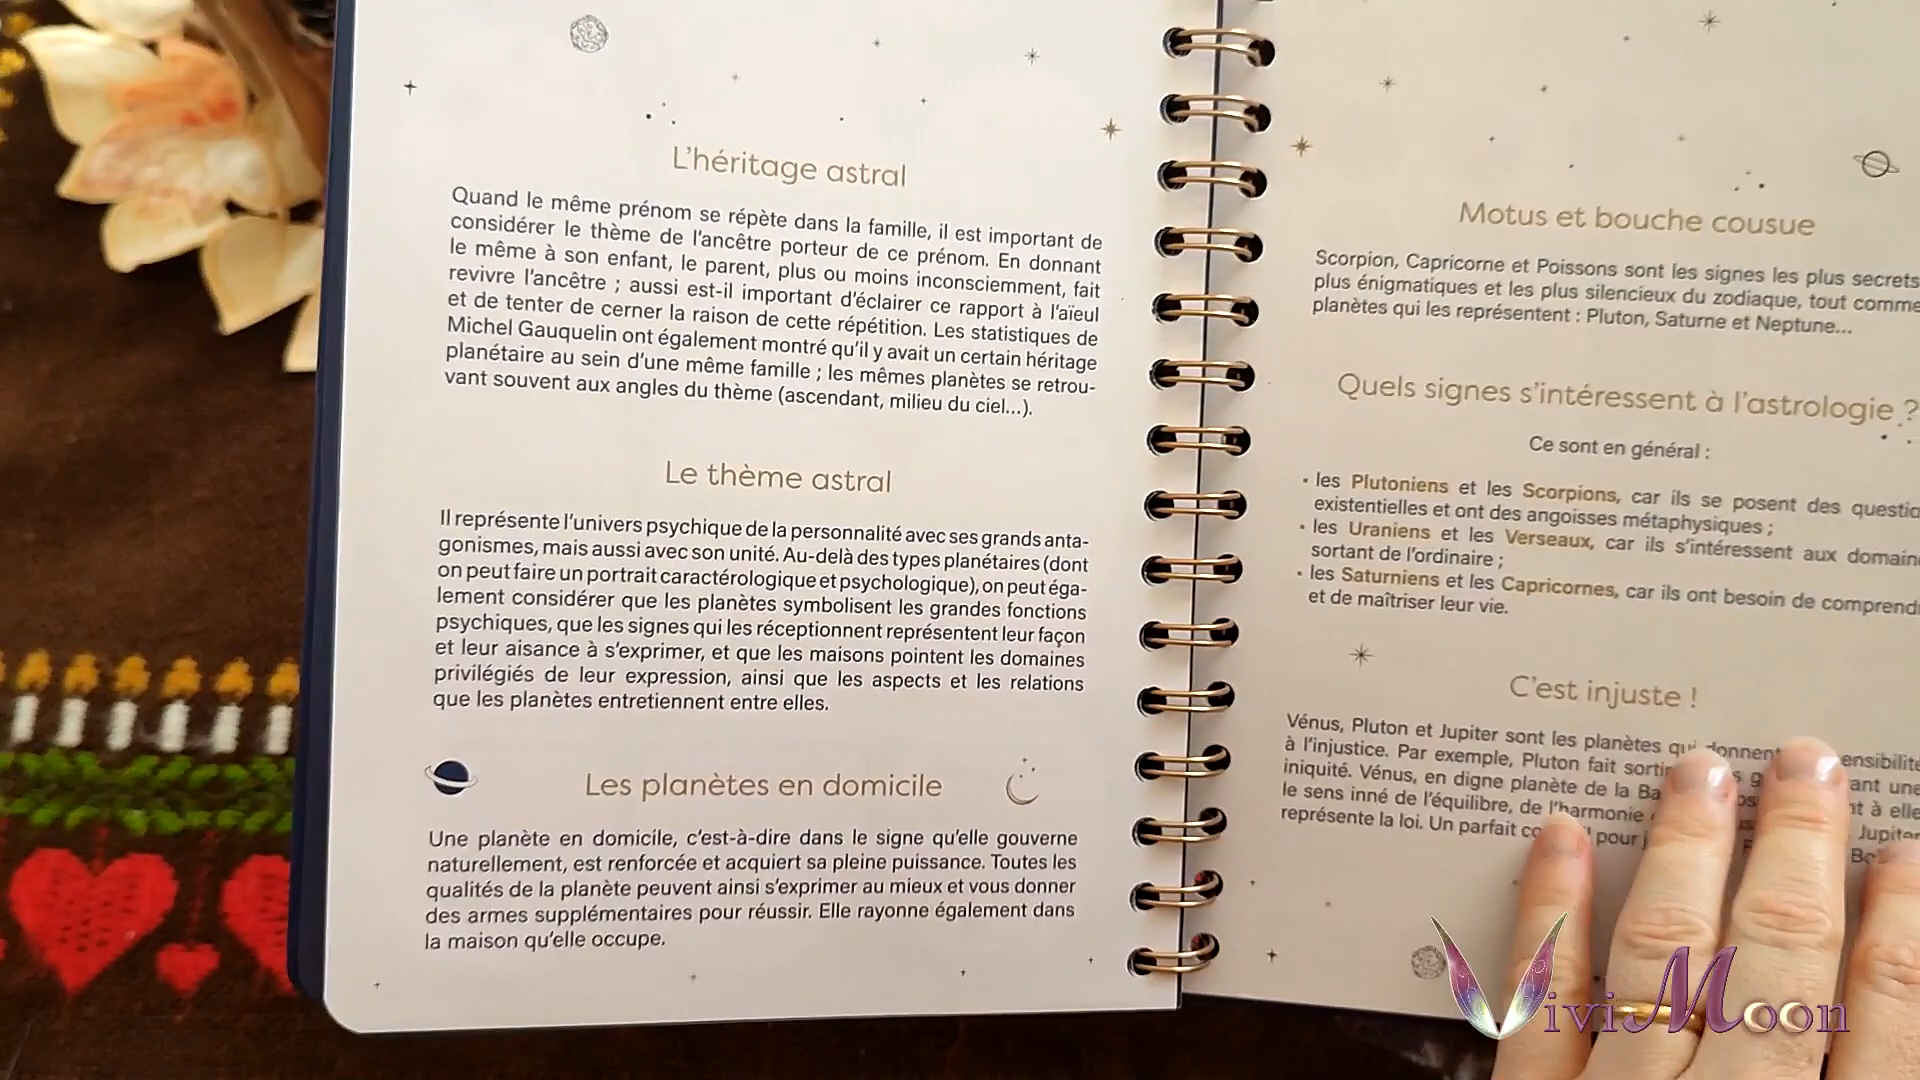 L'héritage astral
Quand le même prénom se répète dans la famille, il est important de
considérer le thème de l'ancêtre porteur de ce prénom. En donnant
le même à son enfant, le parent, plus ou moins inconsciemment, fait
revivre l'ancêtre ; aussi est-il important d'éclairer ce rapport à l'aïeul
et de tenter de cerner la raison de cette répétition. Les statistiques de
Michel Gauquelin ont également montré qu'il y avait un certain héritage
planétaire au sein d'une même famille ; les mêmes planètes se retrou-
vant souvent aux angles du thème (ascendant, milieu du ciel...).
Le thème astral
Il représente l'univers psychique de la personnalité avec ses grands anta-
gonismes, mais aussi avec son unité. Au-delà des types planétaires (dont
on peut faire un portrait caractérologique et psychologique), on peut éga-
lement considérer que les planètes symbolisent les grandes fonctions
psychiques, que les signes qui les réceptionnent représentent leur façon
et leur aisance à s'exprimer, et que les maisons pointent les domaines
privilégiés de leur expression, ainsi que les aspects et les relations
que les planètes entretiennent entre elles.
Les planètes en domicile
Une planète en domicile, c'est-à-dire dans le signe qu'elle gouverne
naturellement, est renforcée et acquiert sa pleine puissance. Toutes les
qualités de la planète peuvent ainsi s'exprimer au mieux et vous donner
des armes supplémentaires pour réussir. Elle rayonne également dans
la maison qu'elle occupe.
Motus et bouche cousue
Scorpion, Capricorne et Poissons sont les signes les plus secrets
plus énigmatiques et les plus silencieux du zodiaque, tout comme
planètes qui les représentent : Pluton, Saturne et Neptune...
Quels signes s'intéressent à l'astrologie ?
Ce sont en général :
• les Plutoniens et les Scorpions, car ils se posent des
existentielles et ont des angoisses métaphysiques ;
• les Uraniens et les Verseaux, car ils s'intéressent aux
sortant de l'ordinaire ;
• les Saturniens et les Capricornes, car ils ont besoin de
et de maîtriser leur vie.
C'est injuste !
Vénus, Pluton et Jupiter sont les planètes qui donnent
à l'injustice. Par exemple, Pluton fait sortir une
iniquité. Vénus, en digne planète de la à elle
le sens inné de l'équilibre, de l'harmonie Jupiter
représente la loi. Un parfait pour
ViviMoon